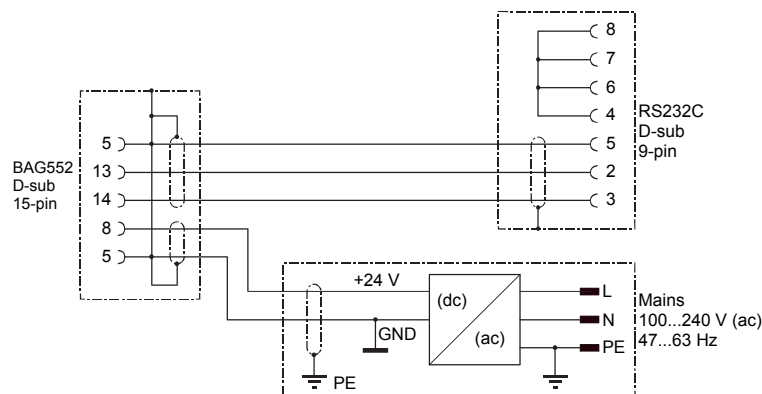 8
7
6
4
5
2
3
RS232C
D-sub
9-pin
BAG552
D-sub
15-pin
5
13
14
8
5
+24 V
GND
PE
(dc)
(ac)
L
N
PE
Mains
100...240 V (ac)
47...63 Hz